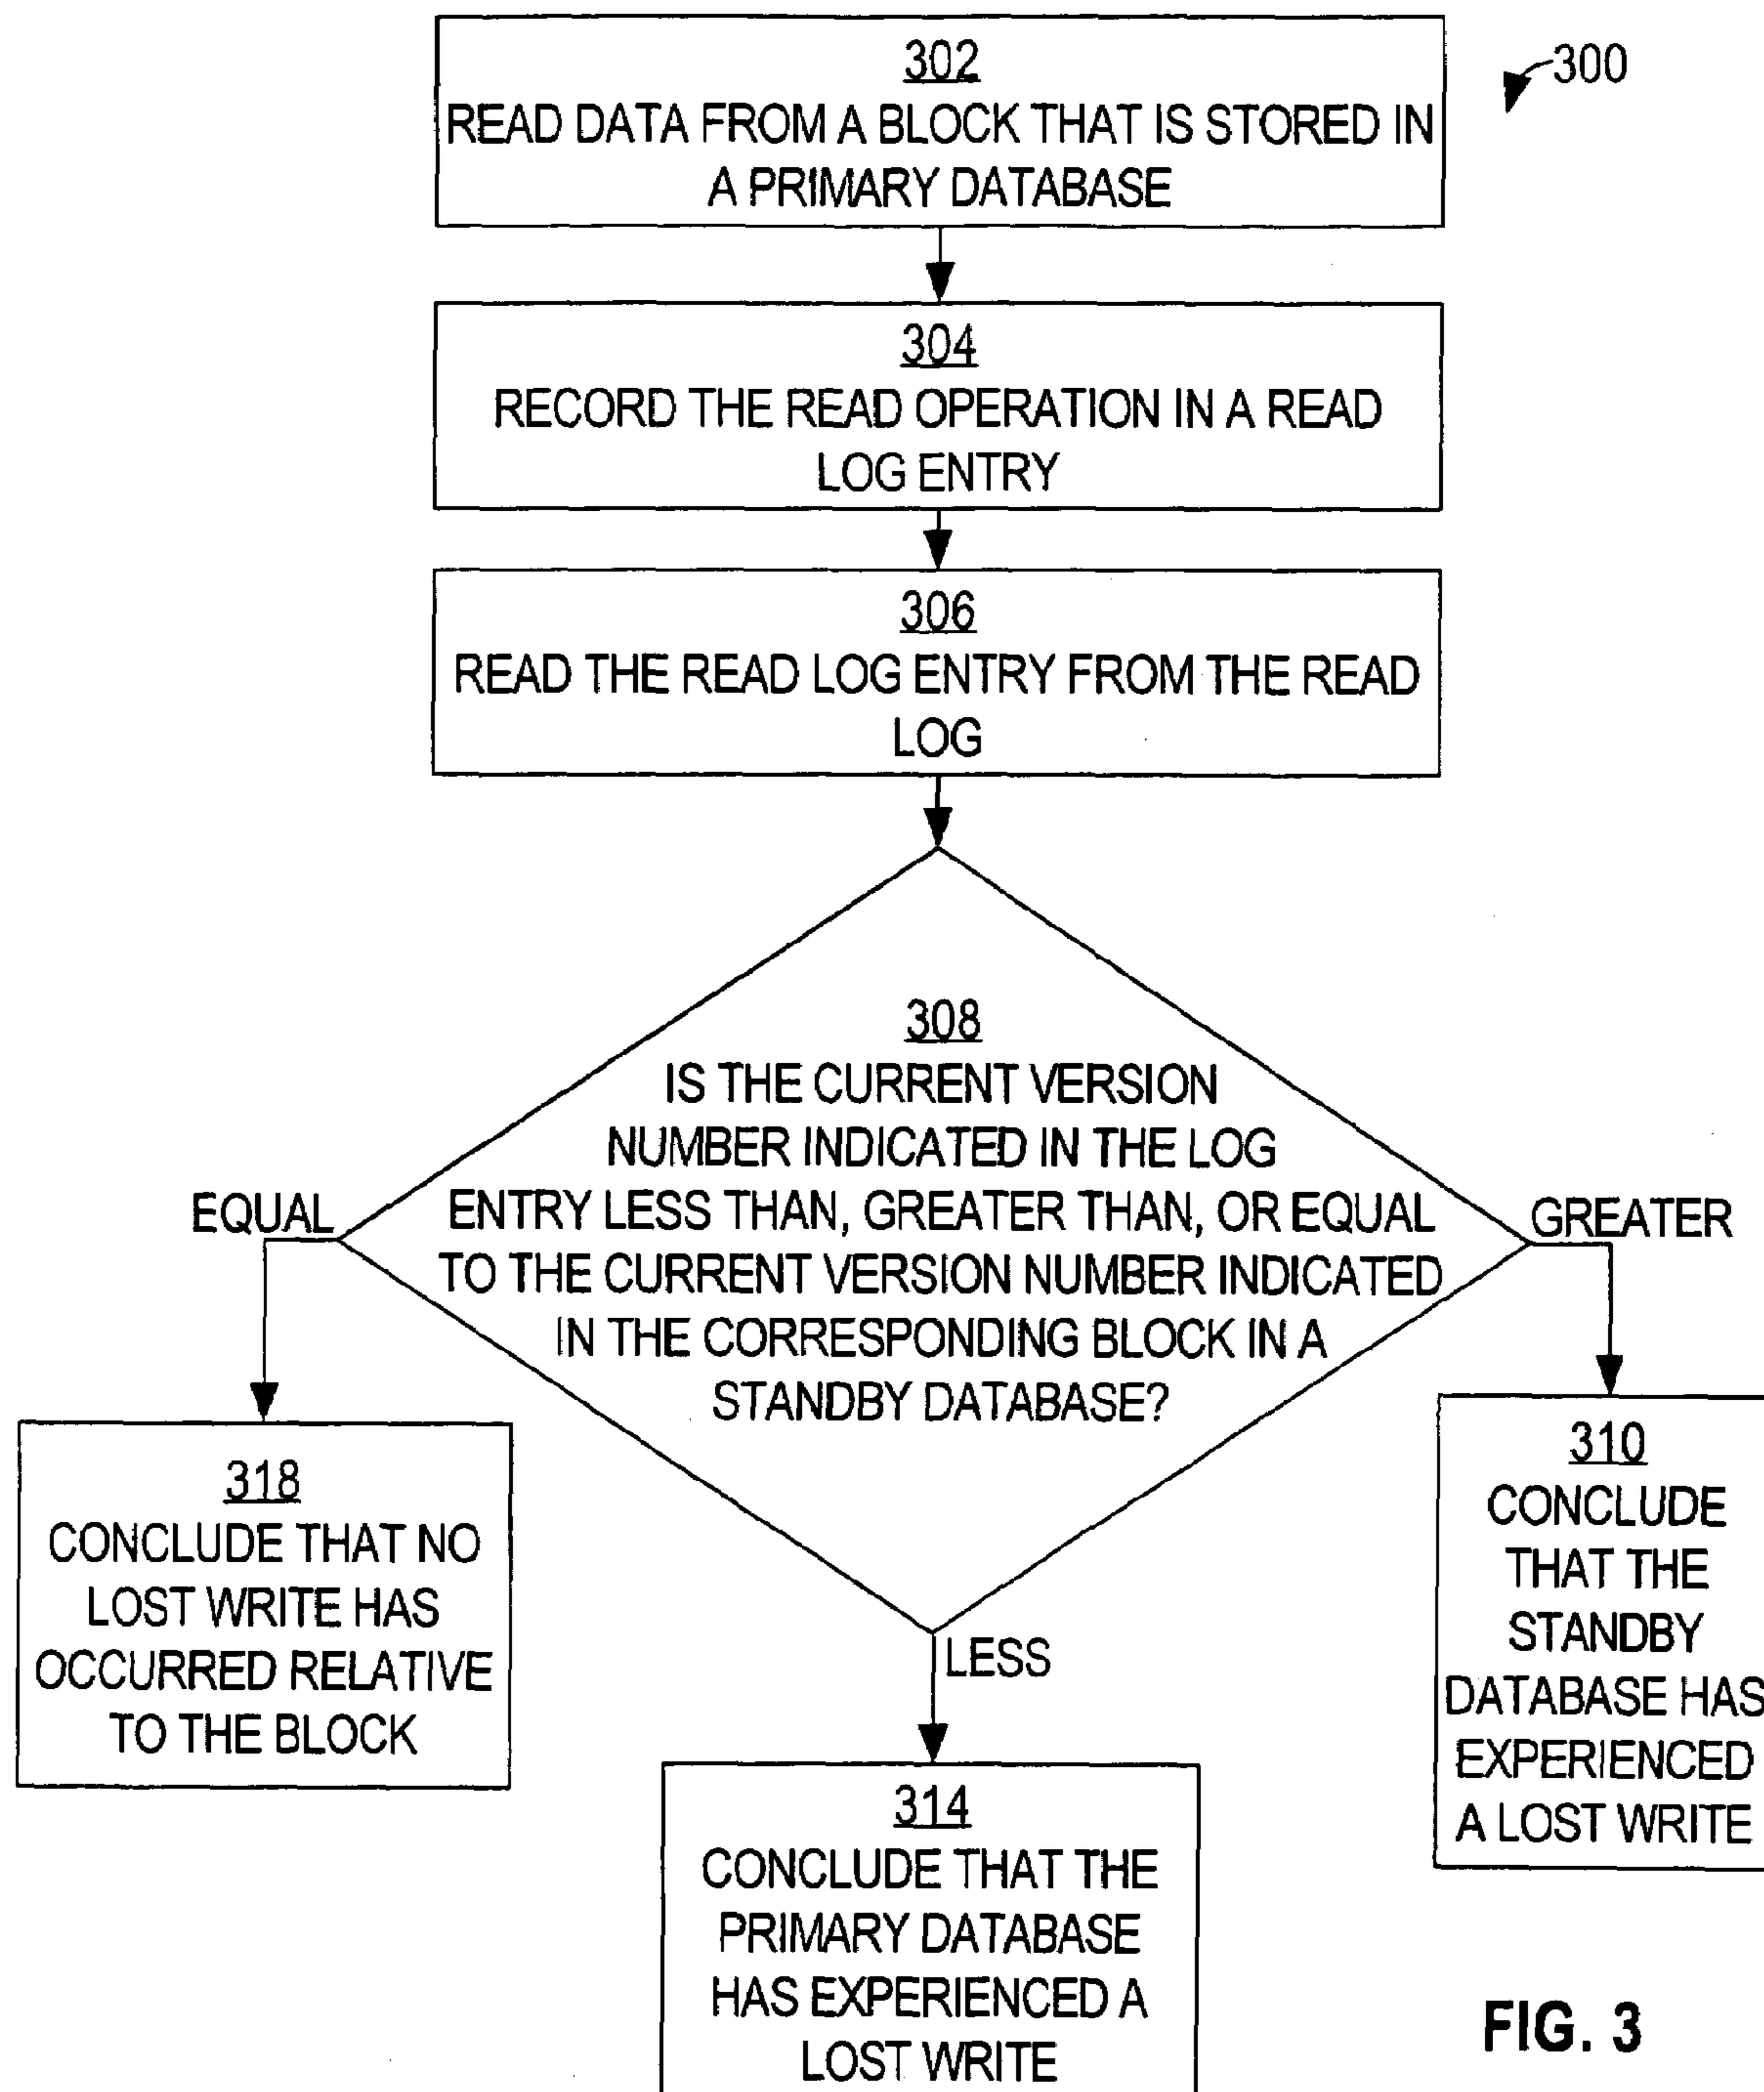 300
302
READ DATA FROM A BLOCK THAT IS STORED IN
A PRIMARY DATABASE
304
RECORD THE READ OPERATION IN A READ
LOG ENTRY
306
READ THE READ LOG ENTRY FROM THE READ
LOG
308
IS THE CURRENT VERSION
NUMBER INDICATED IN THE LOG
ENTRY LESS THAN, GREATER THAN, OR EQUAL
TO THE CURRENT VERSION NUMBER INDICATED
IN THE CORRESPONDING BLOCK IN A
STANDBY DATABASE?
EQUAL
GREATER
LESS
318
CONCLUDE THAT NO
LOST WRITE HAS
OCCURRED RELATIVE
TO THE BLOCK
314
CONCLUDE THAT THE
PRIMARY DATABASE
HAS EXPERIENCED A
LOST WRITE
310
CONCLUDE
THAT THE
STANDBY
DATABASE HAS
EXPERIENCED
A LOST WRITE
FIG. 3